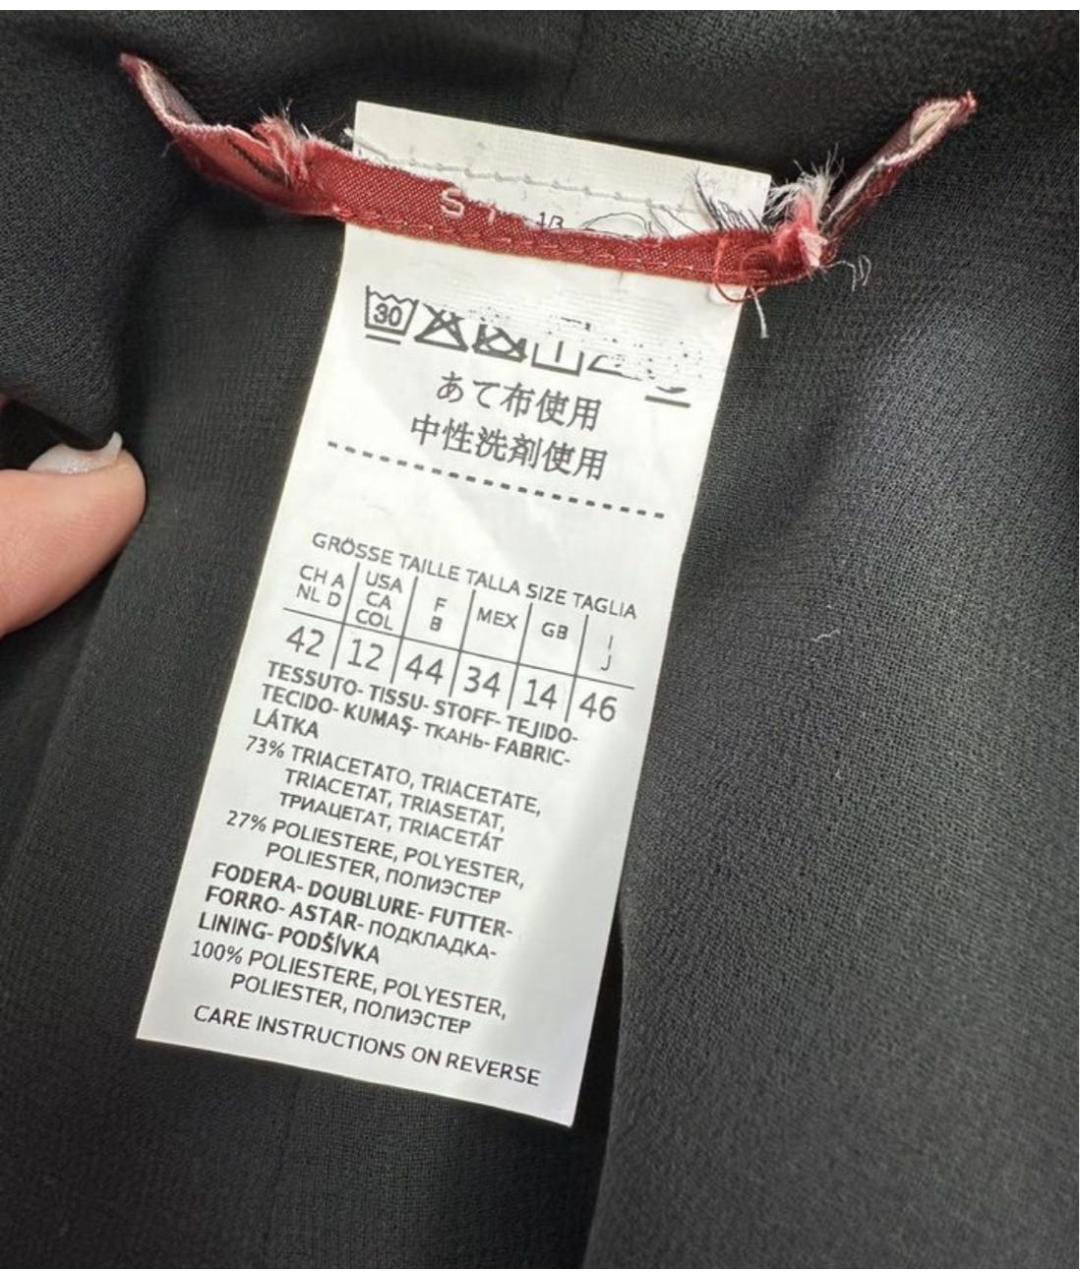 S
1/3
30
あて布使用
中性洗剤使用
GRÖSSE TAILLE TALLA SIZE TAGLIA
CH A NL D USA CA COL F B MEX GB I J
42 12 44 34 14 46
TESSUTO- TISSU- STOFF- TEJIDO-
TECIDO- KUMAŞ- ТКАНЬ- FABRIC-
LÁTKA
73% TRIACETATO, TRIACETATE,
TRIACETAT, TRIASETAT,
ТРИАЦЕТАТ, TRIACETÁT
27% POLIESTERE, POLYESTER,
POLIESTER, ПОЛИЭСТЕР
FODERA- DOUBLURE- FUTTER-
FORRO- ASTAR- ПОДКЛАДКА-
LINING- PODŠÍVKA
100% POLIESTERE, POLYESTER,
POLIESTER, ПОЛИЭСТЕР
CARE INSTRUCTIONS ON REVERSE